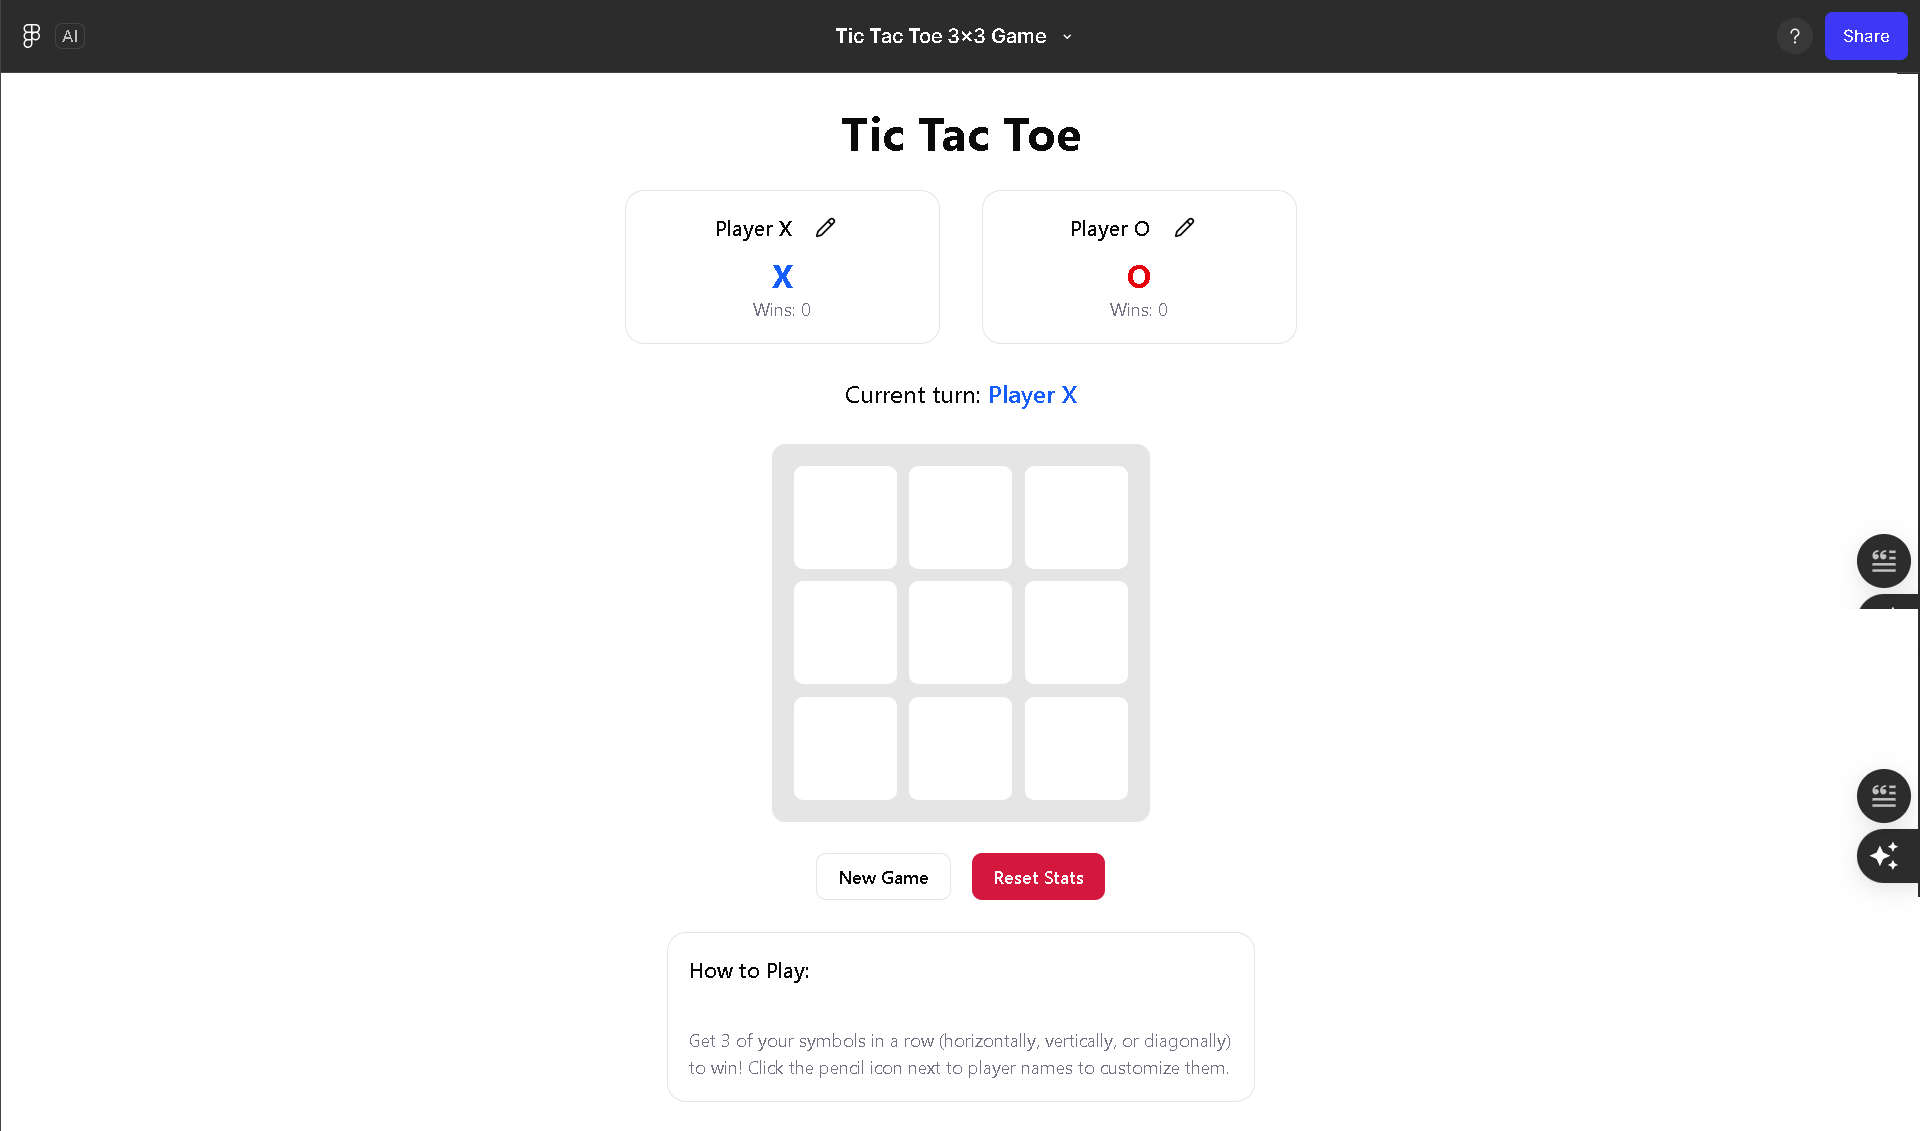 AI
Tic Tac Toe 3×3 Game
?
Share
Tic Tac Toe
Player X
Player O
X
O
Wins: 0
Wins: 0
Current turn: Player X
New Game
Reset Stats
How to Play:
Get 3 of your symbols in a row (horizontally, vertically, or diagonally)
to win! Click the pencil icon next to player names to customize them.